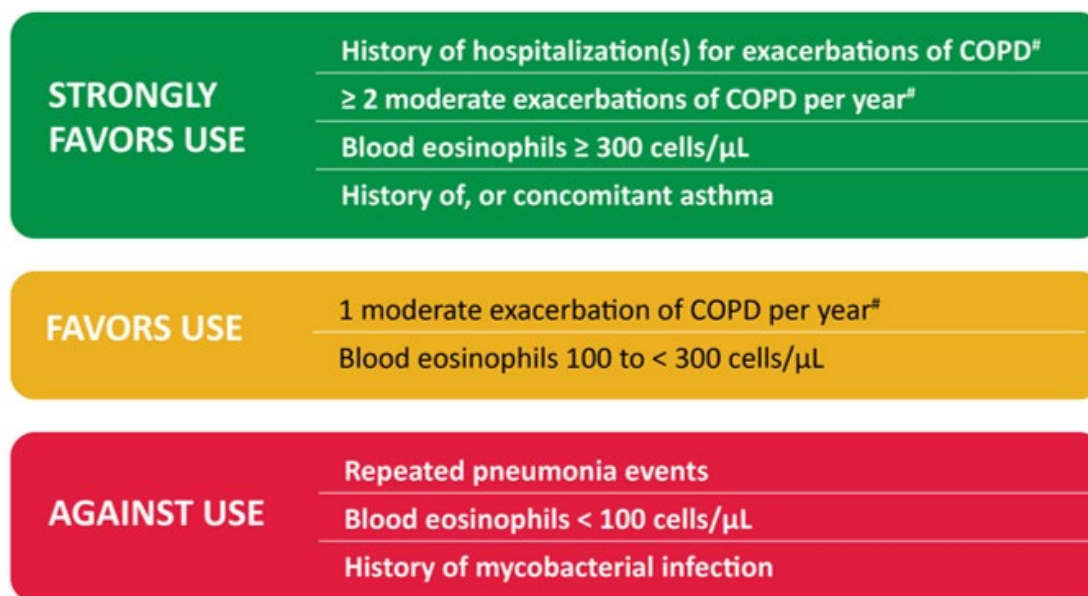 STRONGLY
FAVORS USE
History of hospitalization(s) for exacerbations of COPD#
≥ 2 moderate exacerbations of COPD per year#
Blood eosinophils ≥ 300 cells/µL
History of, or concomitant asthma
FAVORS USE
1 moderate exacerbation of COPD per year#
Blood eosinophils 100 to < 300 cells/µL
AGAINST USE
Repeated pneumonia events
Blood eosinophils < 100 cells/µL
History of mycobacterial infection